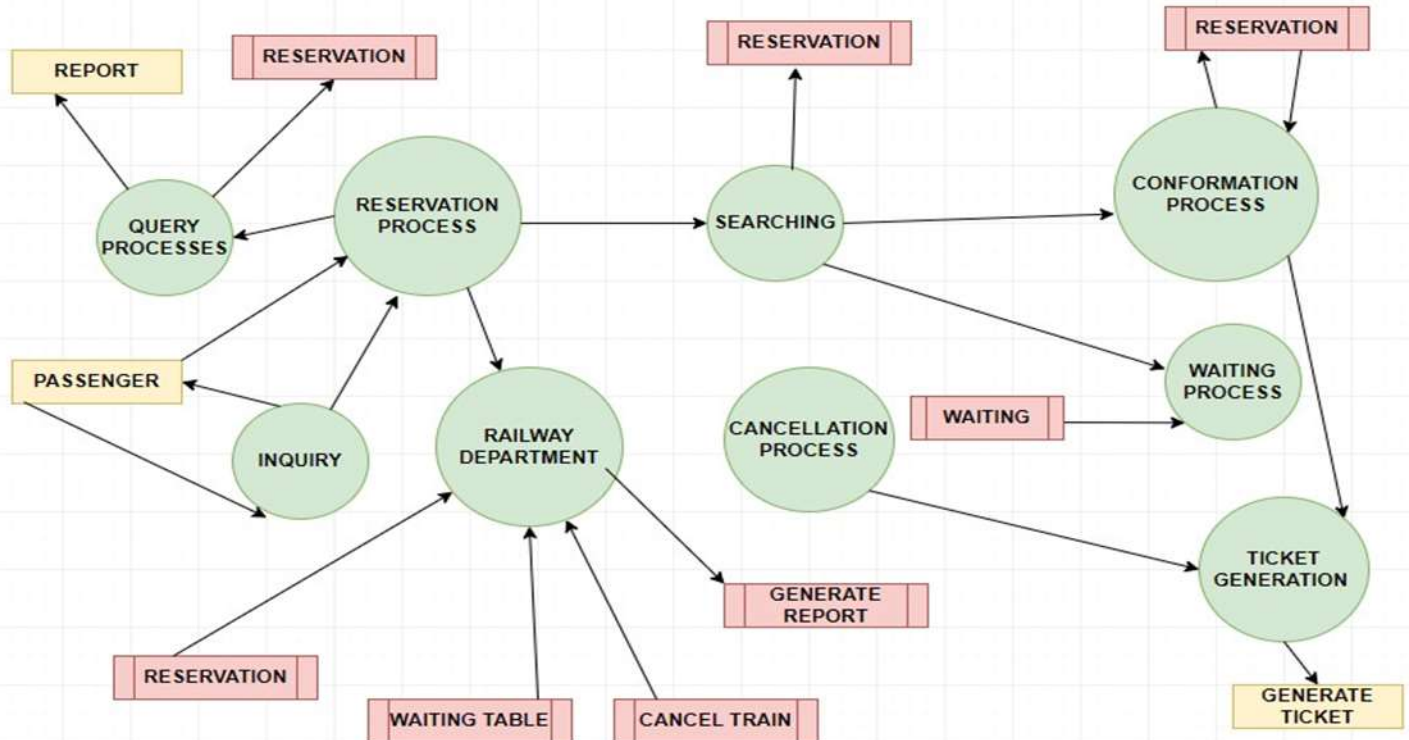 REPORT
RESERVATION
RESERVATION
RESERVATION
QUERY
PROCESSES
RESERVATION
PROCESS
SEARCHING
CONFORMATION
PROCESS
PASSENGER
INQUIRY
RAILWAY
DEPARTMENT
CANCELLATION
PROCESS
WAITING
WAITING
PROCESS
TICKET
GENERATION
GENERATE
REPORT
RESERVATION
WAITING TABLE
CANCEL TRAIN
GENERATE
TICKET